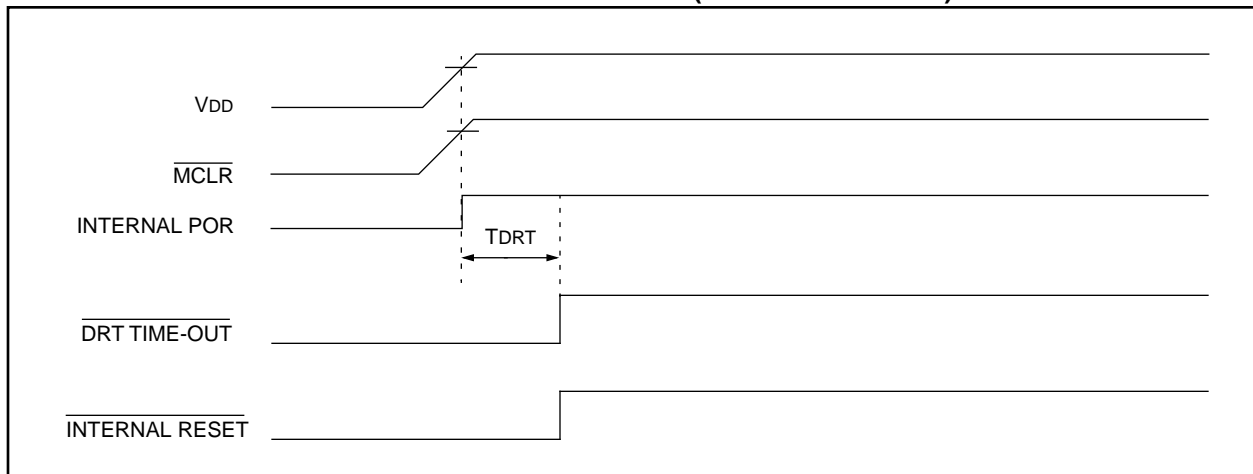 VDD
MCLR
INTERNAL POR
TDRT
DRT TIME-OUT
INTERNAL RESET